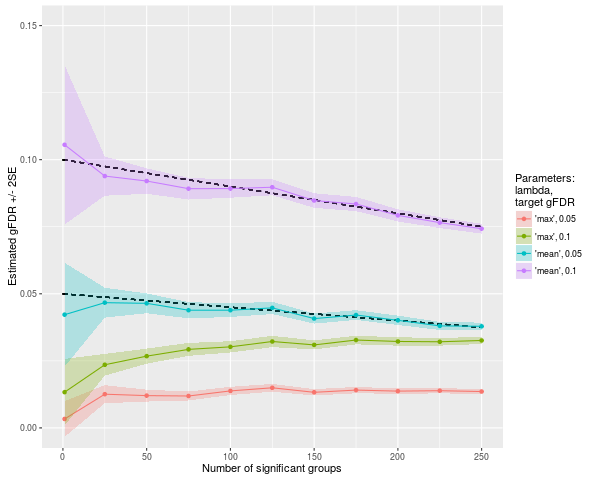 0.15
0.10
0.05
0.00
Estimated gFDR +/- 2SE
0 50 100 150 200 250
Number of significant groups
Parameters:
lambda,
target gFDR
'max', 0.05
'max', 0.1
'mean', 0.05
'mean', 0.1